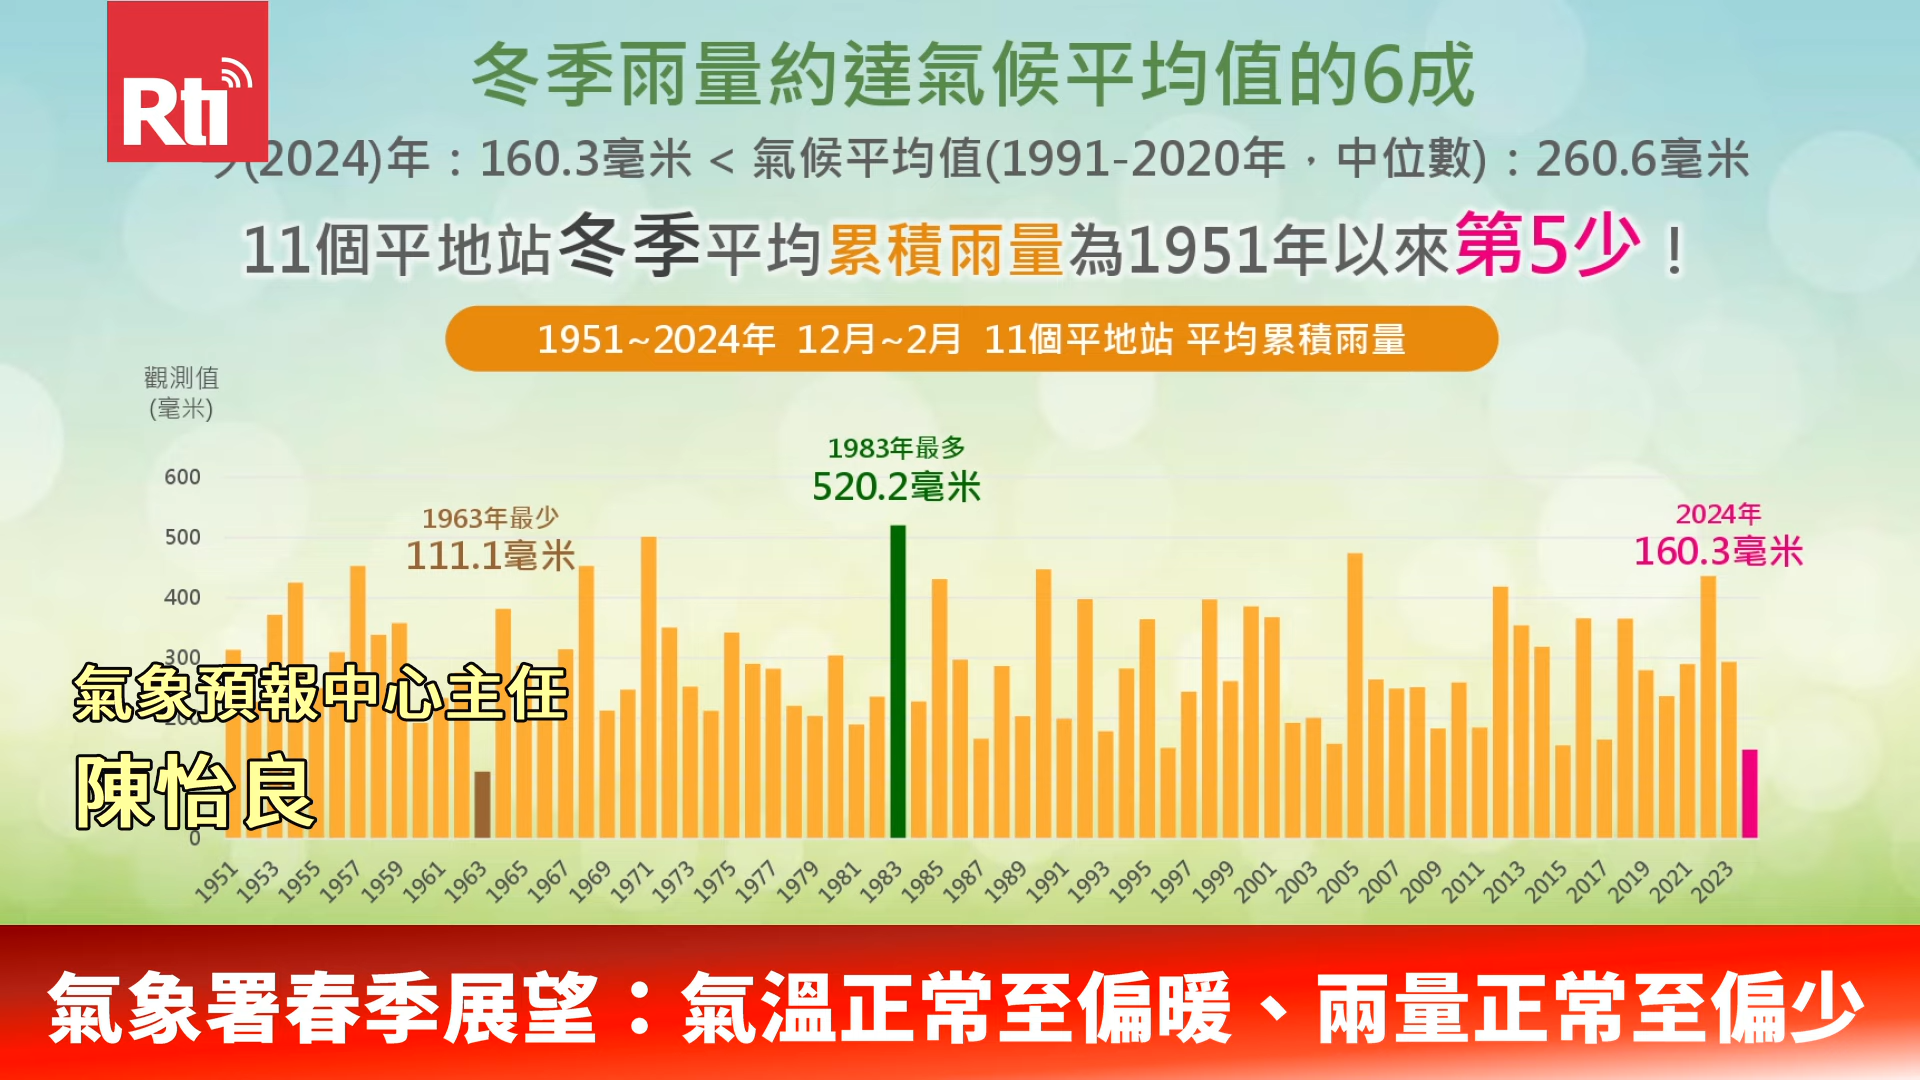 Rti
冬季雨量約達氣候平均值的6成
(2024)年：160.3毫米 < 氣候平均值(1991-2020年，中位數)：260.6毫米
11個平地站冬季平均累積雨量為1951年以來第5少！
1951~2024年 12月~2月 11個平地站 平均累積雨量
觀測值
(毫米)
1983年最多
520.2毫米
1963年最少
111.1毫米
2024年
160.3毫米
600
500
400
300
200
0
氣象預報中心主任
陳怡良
1951 1953 1955 1957 1959 1961 1963 1965 1967 1969 1971 1973 1975 1977 1979 1981 1983 1985 1987 1989 1991 1993 1995 1997 1999 2001 2003 2005 2007 2009 2011 2013 2015 2017 2019 2021 2023
氣象署春季展望：氣溫正常至偏暖、兩量正常至偏少